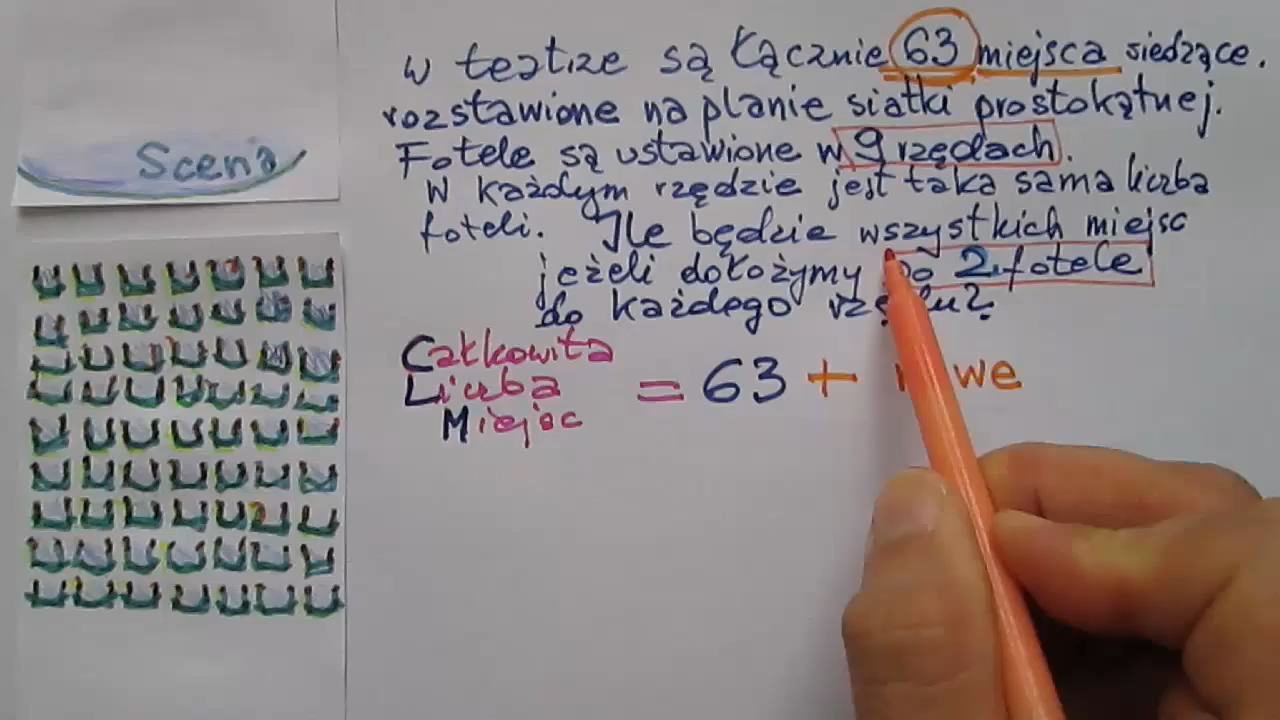 Scena
w teatrze są Łącznie 63 miejsca siedzące.
rozstawione na planie siatki prostokątnej.
Fotele są ustawione w 9 rzędach.
W każdym rzędzie jest taka sama liczba
foteli. Ile będzie wszystkich miejsc
jeżeli dołożymy po 2 fotele
do każdego
Całkowita
Liczba = 63 +
Miejsc